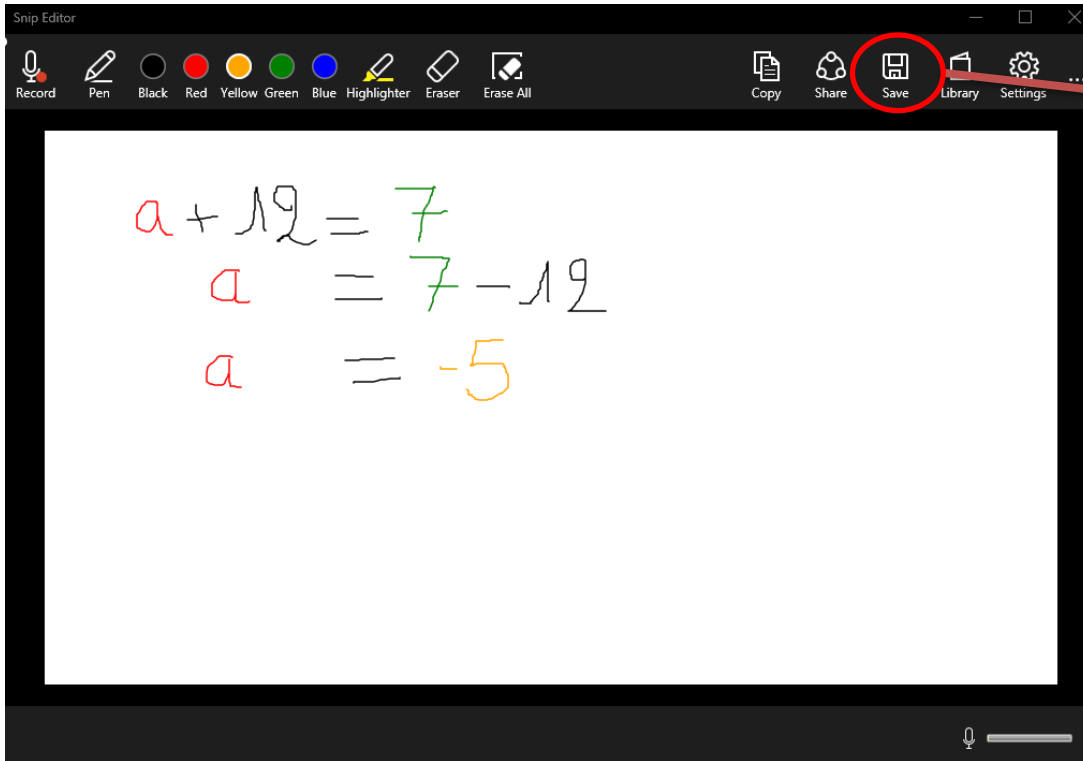 Snip Editor
Record Pen Black Red Yellow Green Blue Highlighter Eraser Erase All Copy Share Save Library Settings ...
a + 12 = 7
a = 7 - 12
a = -5